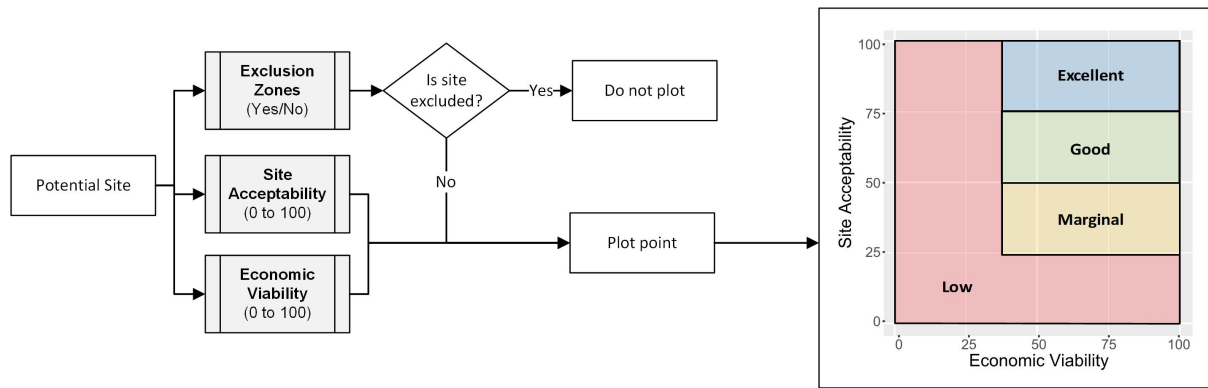 Potential Site
Exclusion
Zones
(Yes/No)
Site
Acceptability
(0 to 100)
Economic
Viability
(0 to 100)
Is site
excluded?
Yes
No
Do not plot
Plot point
Site Acceptability
100
75
50
25
0
Excellent
Good
Marginal
Low
0
25
50
75
100
Economic Viability